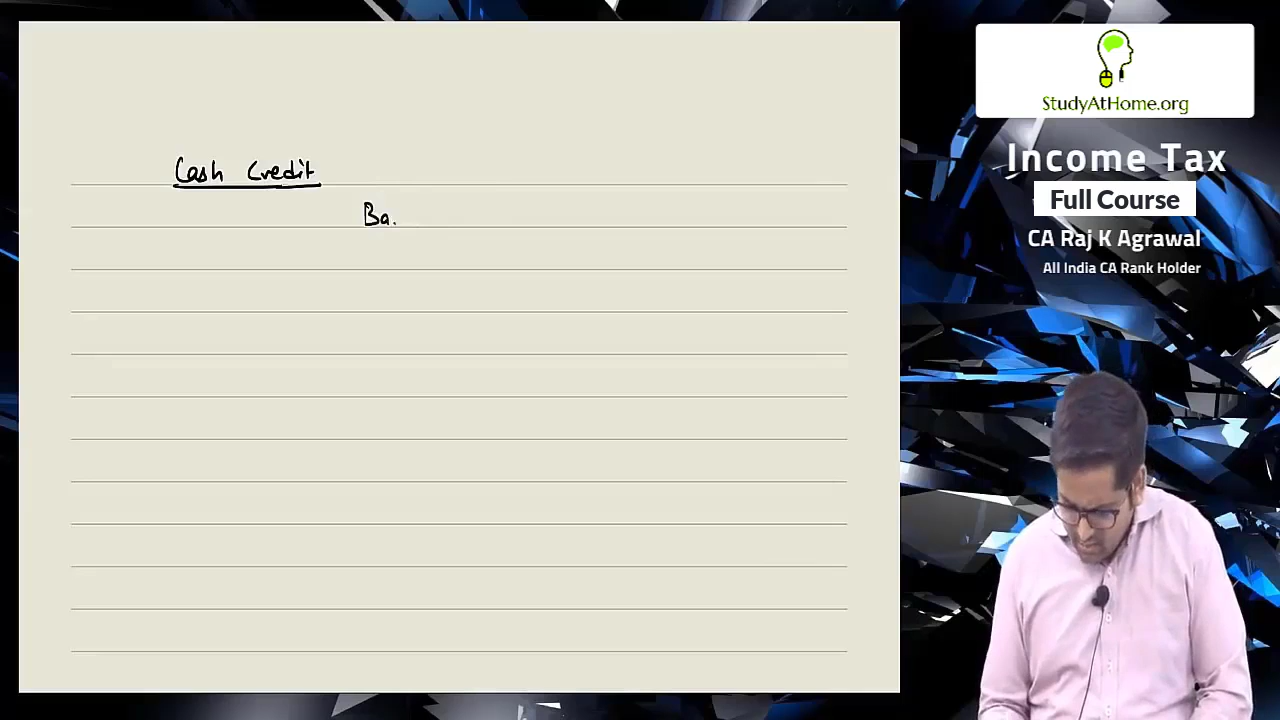 Cash Credit
Ba.
StudyAtHome.org
Income Tax
Full Course
CA Raj K Agrawal
All India CA Rank Holder